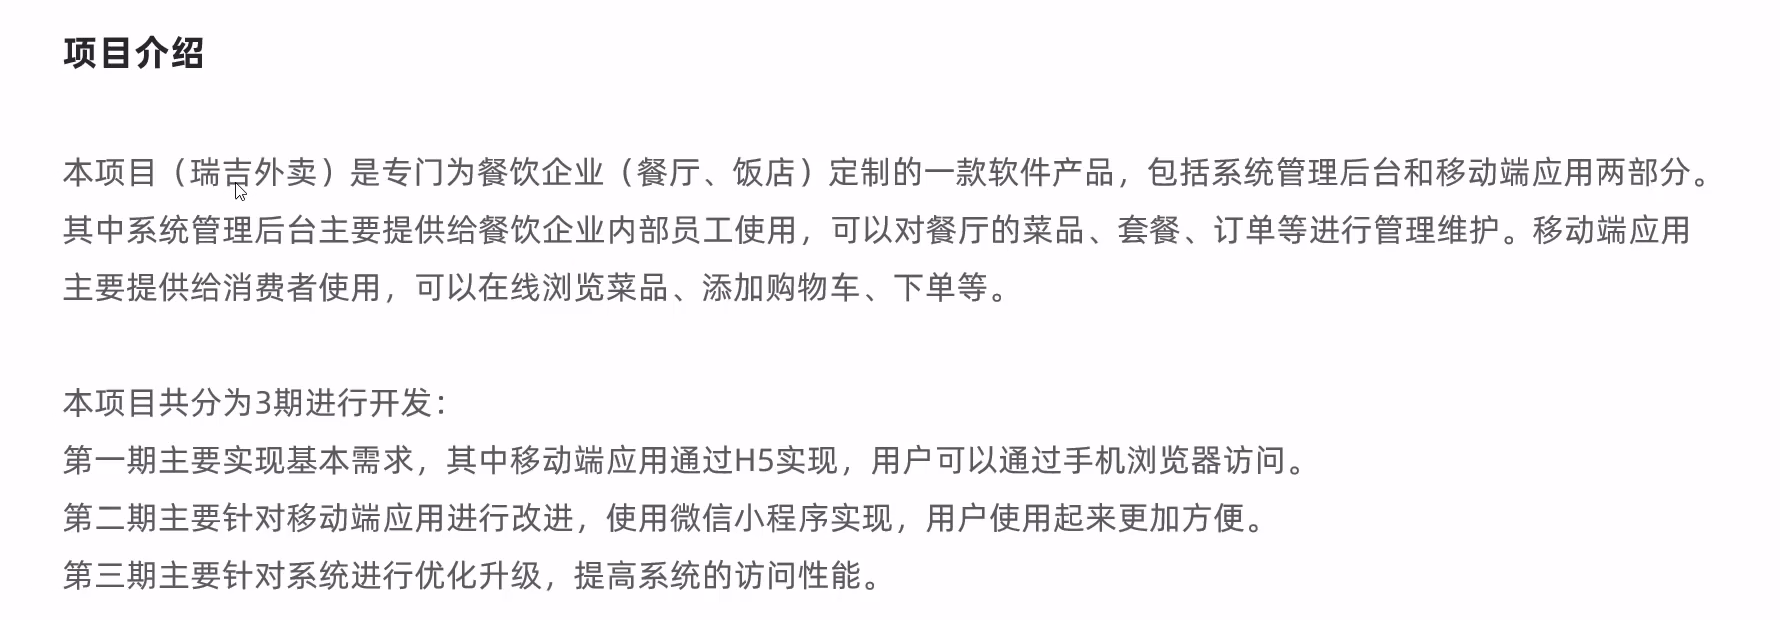 项目介绍
本项目（瑞吉外卖）是专门为餐饮企业（餐厅、饭店）定制的一款软件产品，包括系统管理后台和移动端应用两部分。
其中系统管理后台主要提供给餐饮企业内部员工使用，可以对餐厅的菜品、套餐、订单等进行管理维护。移动端应用
主要提供给消费者使用，可以在线浏览菜品、添加购物车、下单等。
本项目共分为3期进行开发：
第一期主要实现基本需求，其中移动端应用通过H5实现，用户可以通过手机浏览器访问。
第二期主要针对移动端应用进行改进，使用微信小程序实现，用户使用起来更加方便。
第三期主要针对系统进行优化升级，提高系统的访问性能。